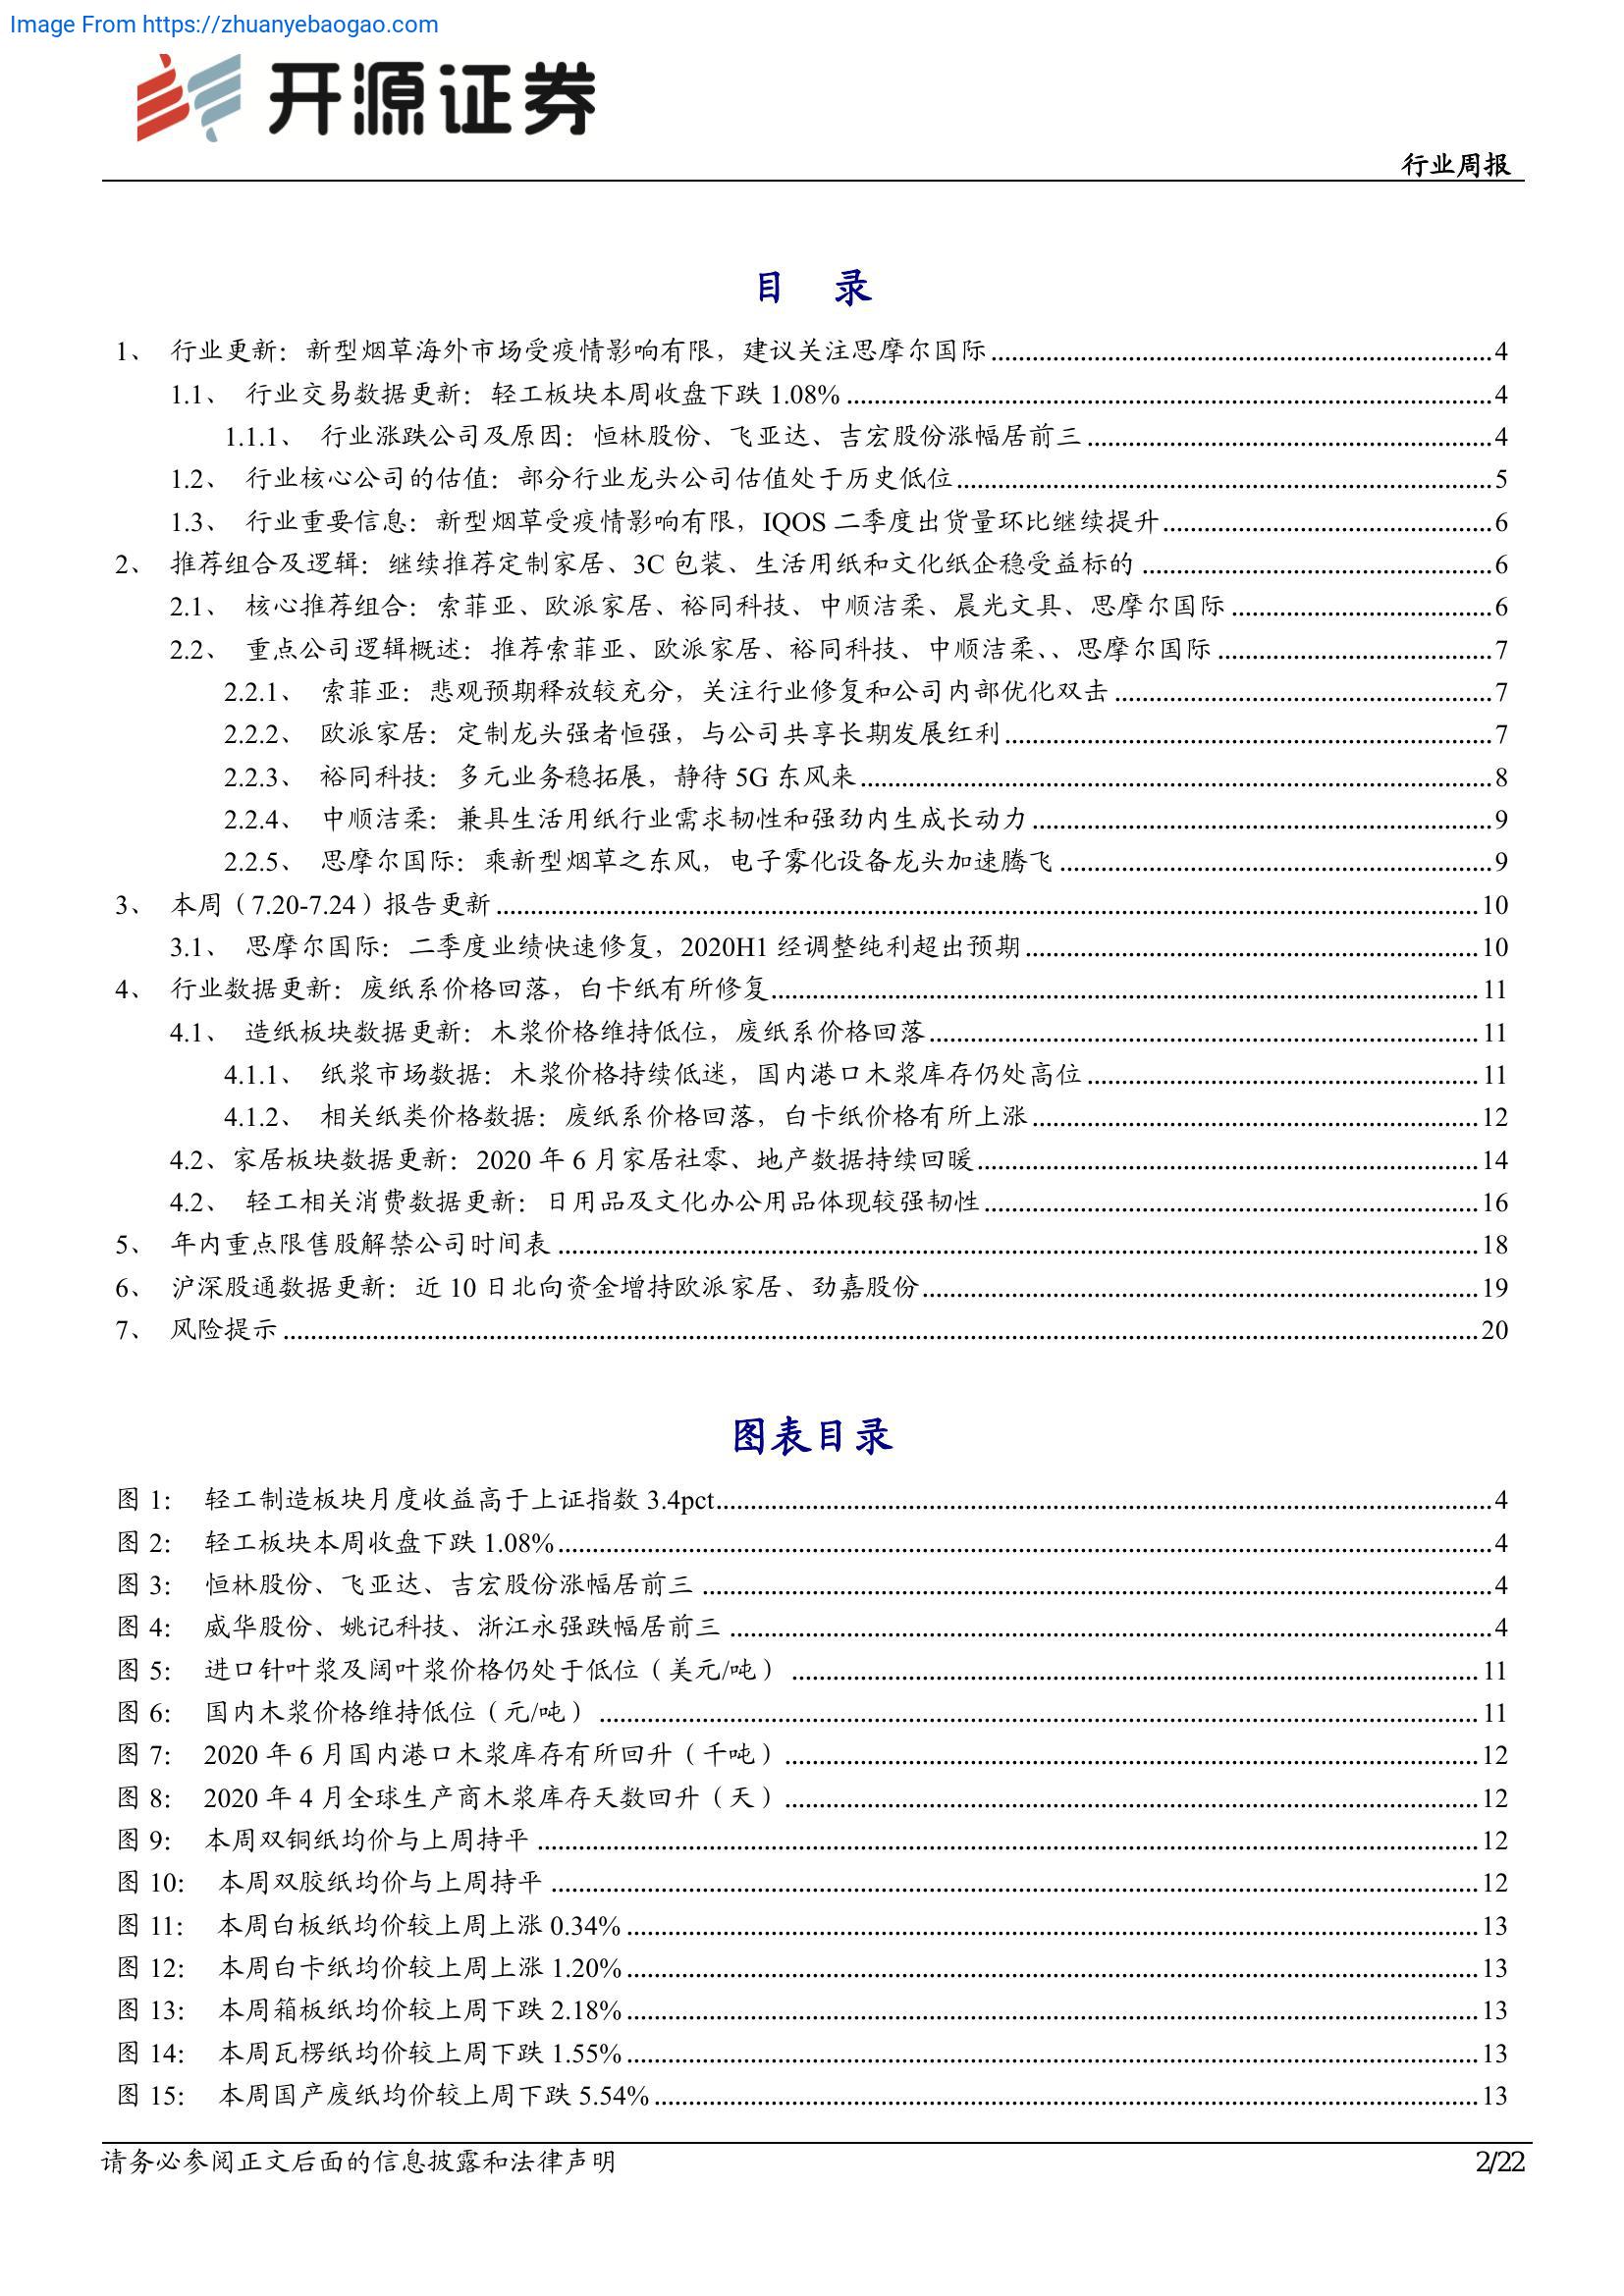 Image From https://zhuanyebaogao.com
开源证券
行业周报
目 录
1、 行业更新：新型烟草海外市场受疫情影响有限，建议关注思摩尔国际 4
1.1、 行业交易数据更新：轻工板块本周收盘下跌 1.08% 4
1.1.1、 行业涨跌公司及原因：恒林股份、飞亚达、吉宏股份涨幅居前三 4
1.2、 行业核心公司的估值：部分行业龙头公司估值处于历史低位 5
1.3、 行业重要信息：新型烟草受疫情影响有限，IQOS 二季度出货量环比继续提升 6
2、 推荐组合及逻辑：继续推荐定制家居、3C 包装、生活用纸和文化纸企稳受益标的 6
2.1、 核心推荐组合：索菲亚、欧派家居、裕同科技、中顺洁柔、晨光文具、思摩尔国际 6
2.2、 重点公司逻辑概述：推荐索菲亚、欧派家居、裕同科技、中顺洁柔、、思摩尔国际 7
2.2.1、 索菲亚：悲观预期释放较充分，关注行业修复和公司内部优化双击 7
2.2.2、 欧派家居：定制龙头强者恒强，与公司共享长期发展红利 7
2.2.3、 裕同科技：多元业务稳拓展，静待 5G 东风来 8
2.2.4、 中顺洁柔：兼具生活用纸行业需求韧性和强劲内生成长动力 9
2.2.5、 思摩尔国际：乘新型烟草之东风，电子雾化设备龙头加速腾飞 9
3、 本周（7.20-7.24）报告更新 10
3.1、 思摩尔国际：二季度业绩快速修复，2020H1 经调整纯利超出预期 10
4、 行业数据更新：废纸系价格回落，白卡纸有所修复 11
4.1、 造纸板块数据更新：木浆价格维持低位，废纸系价格回落 11
4.1.1、 纸浆市场数据：木浆价格持续低迷，国内港口木浆库存仍处高位 11
4.1.2、 相关纸类价格数据：废纸系价格回落，白卡纸价格有所上涨 12
4.2、家居板块数据更新：2020 年 6 月家居社零、地产数据持续回暖 14
4.2、 轻工相关消费数据更新：日用品及文化办公用品体现较强韧性 16
5、 年内重点限售股解禁公司时间表 18
6、 沪深股通数据更新：近 10 日北向资金增持欧派家居、劲嘉股份 19
7、 风险提示 20
图表目录
图 1： 轻工制造板块月度收益高于上证指数 3.4pct 4
图 2： 轻工板块本周收盘下跌 1.08% 4
图 3： 恒林股份、飞亚达、吉宏股份涨幅居前三 4
图 4： 威华股份、姚记科技、浙江永强跌幅居前三 4
图 5： 进口针叶浆及阔叶浆价格仍处于低位（美元/吨） 11
图 6： 国内木浆价格维持低位（元/吨） 11
图 7： 2020 年 6 月国内港口木浆库存有所回升（千吨） 12
图 8： 2020 年 4 月全球生产商木浆库存天数回升（天） 12
图 9： 本周双铜纸均价与上周持平 12
图 10： 本周双胶纸均价与上周持平 12
图 11： 本周白板纸均价较上周上涨 0.34% 13
图 12： 本周白卡纸均价较上周上涨 1.20% 13
图 13： 本周箱板纸均价较上周下跌 2.18% 13
图 14： 本周瓦楞纸均价较上周下跌 1.55% 13
图 15： 本周国产废纸均价较上周下跌 5.54% 13
请务必参阅正文后面的信息披露和法律声明 2/22